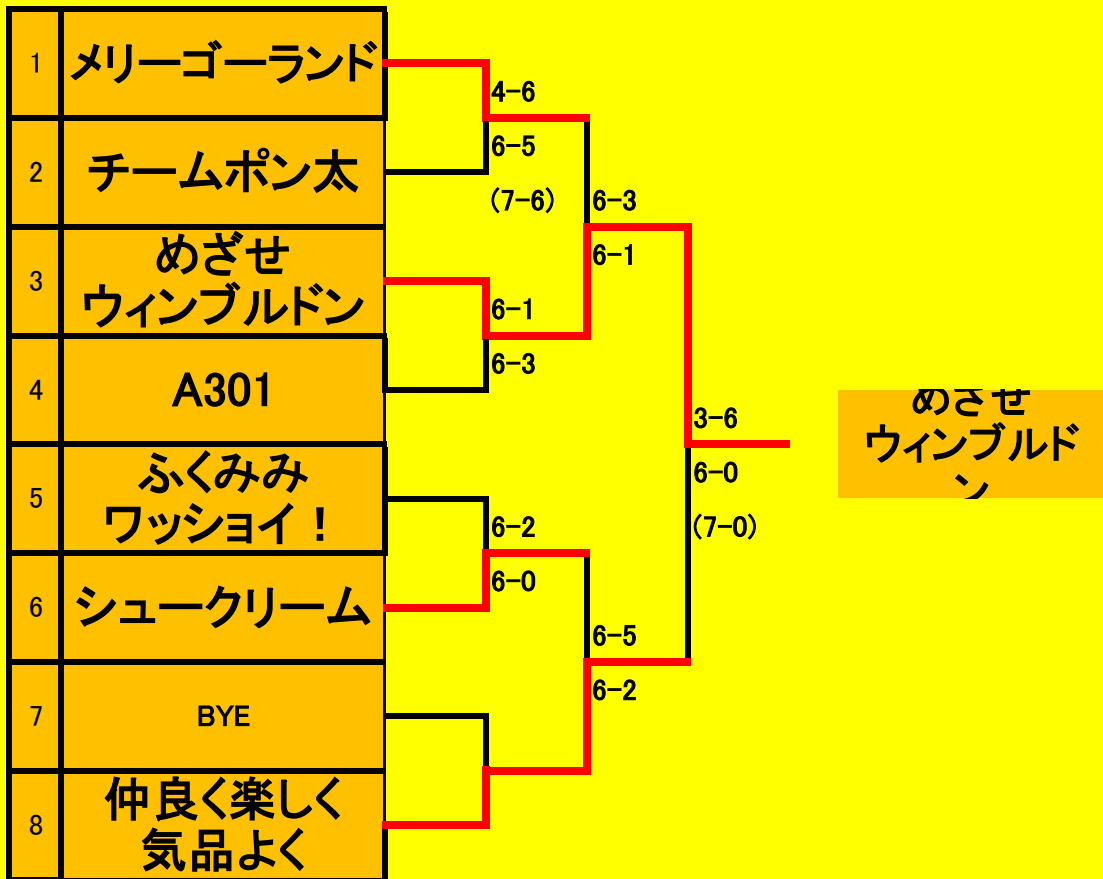 1
メリーゴーランド
2
チームポン太
3
めざせ
ウィンブルドン
4
A301
5
ふくみみ
ワッショイ！
6
シュークリーム
7
BYE
8
仲良く楽しく
気品よく
4-6
6-5
(7-6)
6-1
6-3
6-2
6-0
6-3
6-1
6-5
6-2
3-6
6-0
(7-0)
めざせ
ウィンブルド
ン